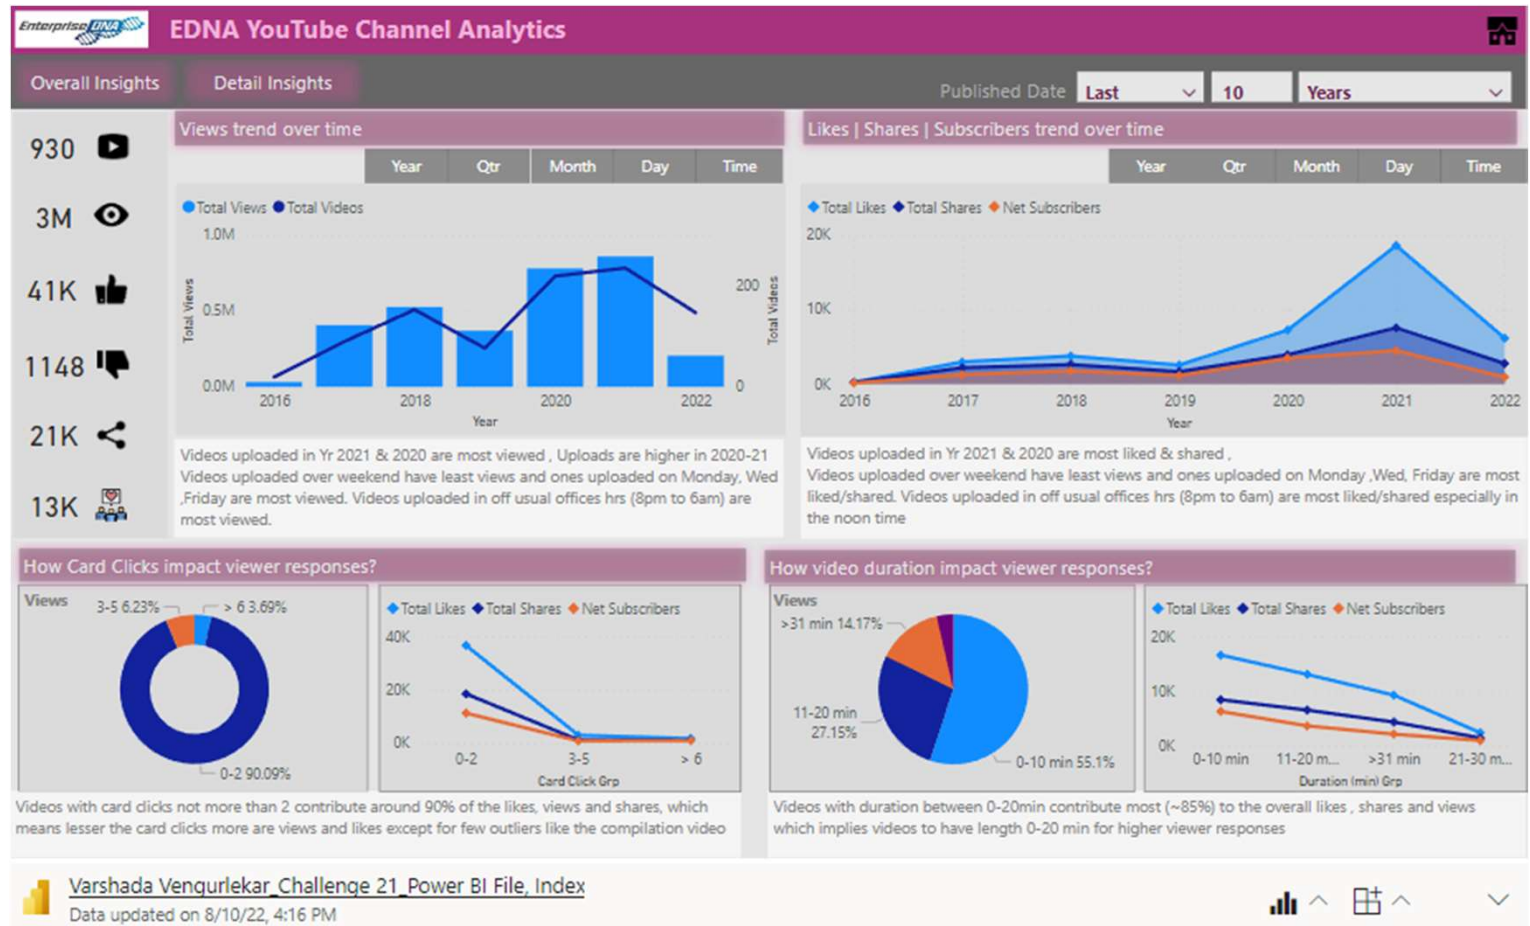 EnterpriseDNA
EDNA YouTube Channel Analytics
Overall Insights
Detail Insights
Published Date
Last
10
Years
930
3M
41K
1148
21K
13K
Views trend over time
Year Qtr Month Day Time
Total Views Total Videos
1.0M
0.5M
0.0M
Total Views
200
0
Total Videos
2016 2018 2020 2022
Year
Videos uploaded in Yr 2021 & 2020 are most viewed , Uploads are higher in 2020-21
Videos uploaded over weekend have least views and ones uploaded on Monday, Wed
,Friday are most viewed. Videos uploaded in off usual offices hrs (8pm to 6am) are
most viewed.
Likes | Shares | Subscribers trend over time
Year Qtr Month Day Time
Total Likes Total Shares Net Subscribers
20K
10K
0K
2016 2017 2018 2019 2020 2021 2022
Year
Videos uploaded in Yr 2021 & 2020 are most liked & shared ,
Videos uploaded over weekend have least views and ones uploaded on Monday ,Wed, Friday are most
liked/shared. Videos uploaded in off usual offices hrs (8pm to 6am) are most liked/shared especially in
the noon time
How Card Clicks impact viewer responses?
Views
3-5 6.23%
> 6 3.69%
0-2 90.09%
Total Likes Total Shares Net Subscribers
40K
20K
0K
0-2 3-5 > 6
Card Click Grp
Videos with card clicks not more than 2 contribute around 90% of the likes, views and shares, which
means lesser the card clicks more are views and likes except for few outliers like the compilation video
How video duration impact viewer responses?
Views
>31 min 14.17%
11-20 min
27.15%
0-10 min 55.1%
Total Likes Total Shares Net Subscribers
20K
10K
0K
0-10 min 11-20 m... >31 min 21-30 m...
Duration (min) Grp
Videos with duration between 0-20min contribute most (~85%) to the overall likes , shares and views
which implies videos to have length 0-20 min for higher viewer responses
Varshada Vengurlekar_Challenge 21_Power BI File, Index
Data updated on 8/10/22, 4:16 PM